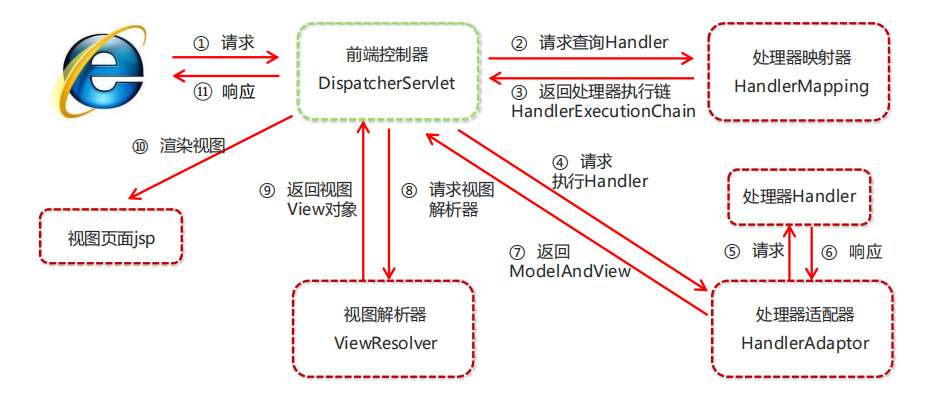 ① 请求
⑪ 响应
前端控制器
DispatcherServlet
② 请求查询Handler
③ 返回处理器执行链
HandlerExecutionChain
处理器映射器
HandlerMapping
⑩ 渲染视图
⑨ 返回视图
View对象
⑧ 请求视图
解析器
④ 请求
执行Handler
⑦ 返回
ModelAndView
处理器Handler
⑤ 请求
⑥ 响应
视图页面jsp
视图解析器
ViewResolver
处理器适配器
HandlerAdaptor